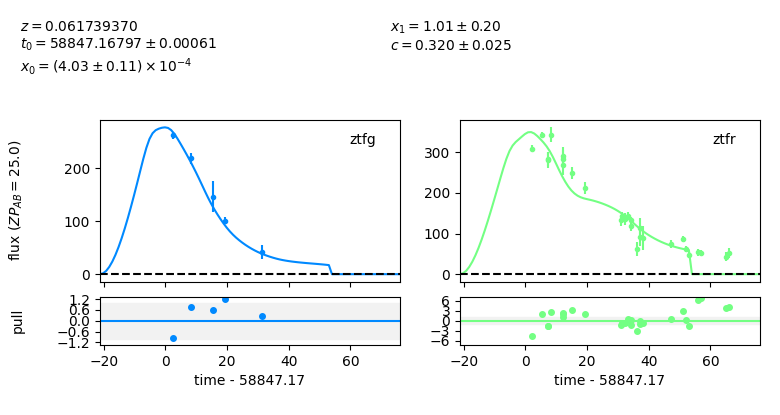 z = 0.061739370
t₀ = 58847.16797 ± 0.00061
x₀ = (4.03 ± 0.11) × 10⁻⁴
x₁ = 1.01 ± 0.20
c = 0.320 ± 0.025
flux (ZP_AB = 25.0)
ztfg
200
100
0
ztfr
300
200
100
0
pull
1.2
0.6
0.0
−0.6
−1.2
−20 0 20 40 60
time - 58847.17
6
3
0
−3
−6
−20 0 20 40 60
time - 58847.17